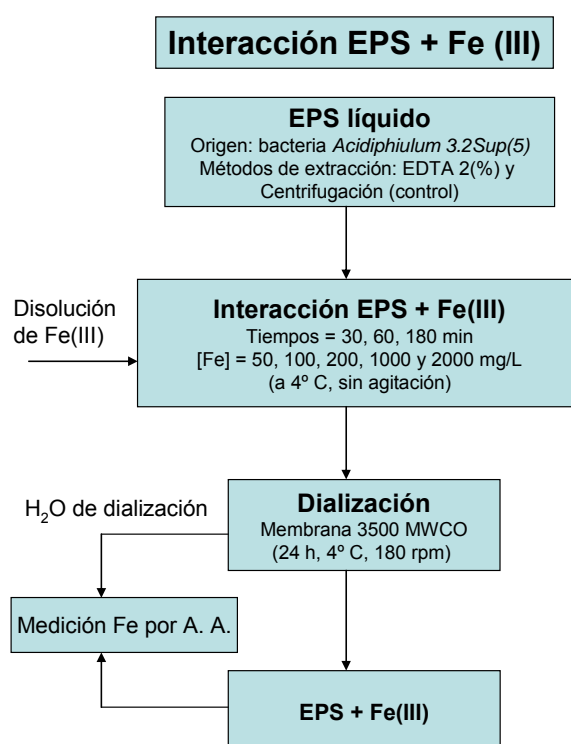 Interacción EPS + Fe (III)
EPS líquido
Origen: bacteria Acidiphiulum 3.2Sup(5)
Métodos de extracción: EDTA 2(%) y
Centrifugación (control)
Disolución
de Fe(III)
Interacción EPS + Fe(III)
Tiempos = 30, 60, 180 min
[Fe] = 50, 100, 200, 1000 y 2000 mg/L
(a 4º C, sin agitación)
H₂O de dialización
Dialización
Membrana 3500 MWCO
(24 h, 4º C, 180 rpm)
Medición Fe por A. A.
EPS + Fe(III)